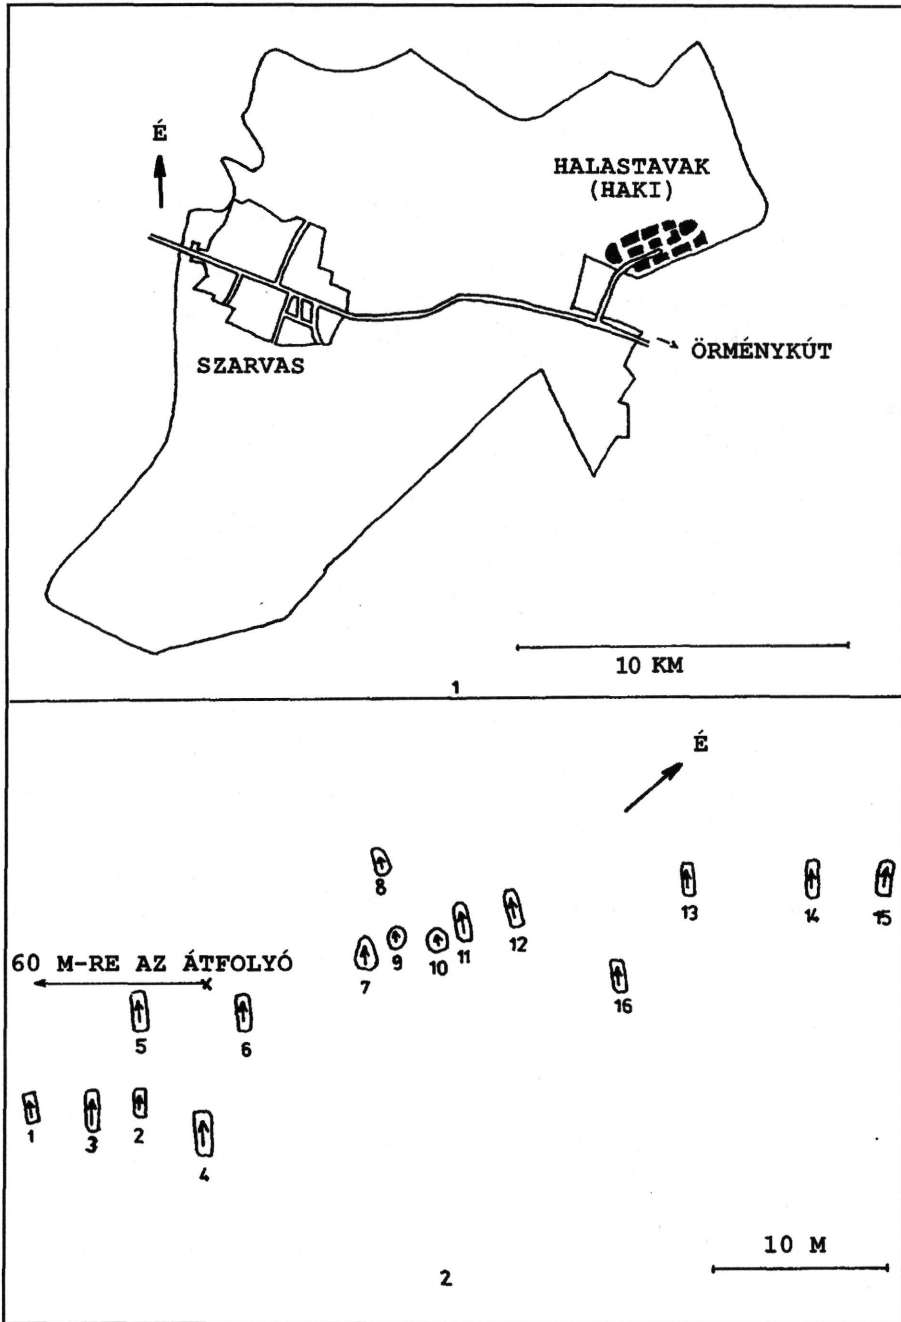 É
HALASTAVAK
(HAKI)
SZARVAS
ÖRMÉNYKÚT
10 KM
1
É
8
13
14
15
12
11
9
10
7
60 M-RE AZ ÁTFOLYÓ
16
5
6
1
3
2
4
10 M
2